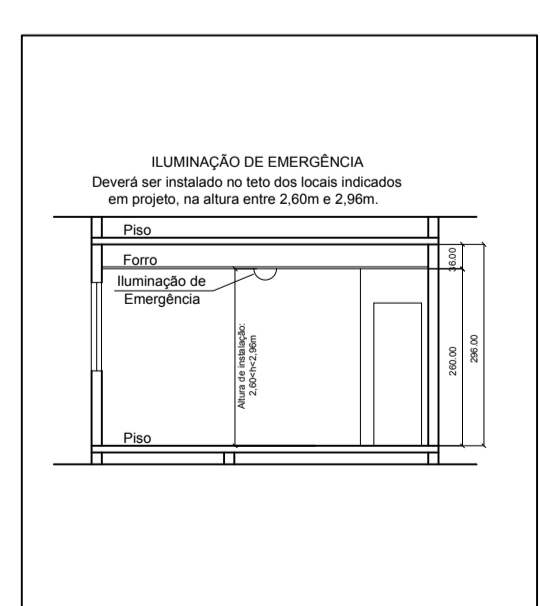 ILUMINAÇÃO DE EMERGÊNCIA
Deverá ser instalado no teto dos locais indicados
em projeto, na altura entre 2,60m e 2,96m.
Piso
Forro
Iluminação de
Emergência
Altura de instalação:
2,60<h<2,96m
36.00
260.00
296.00
Piso